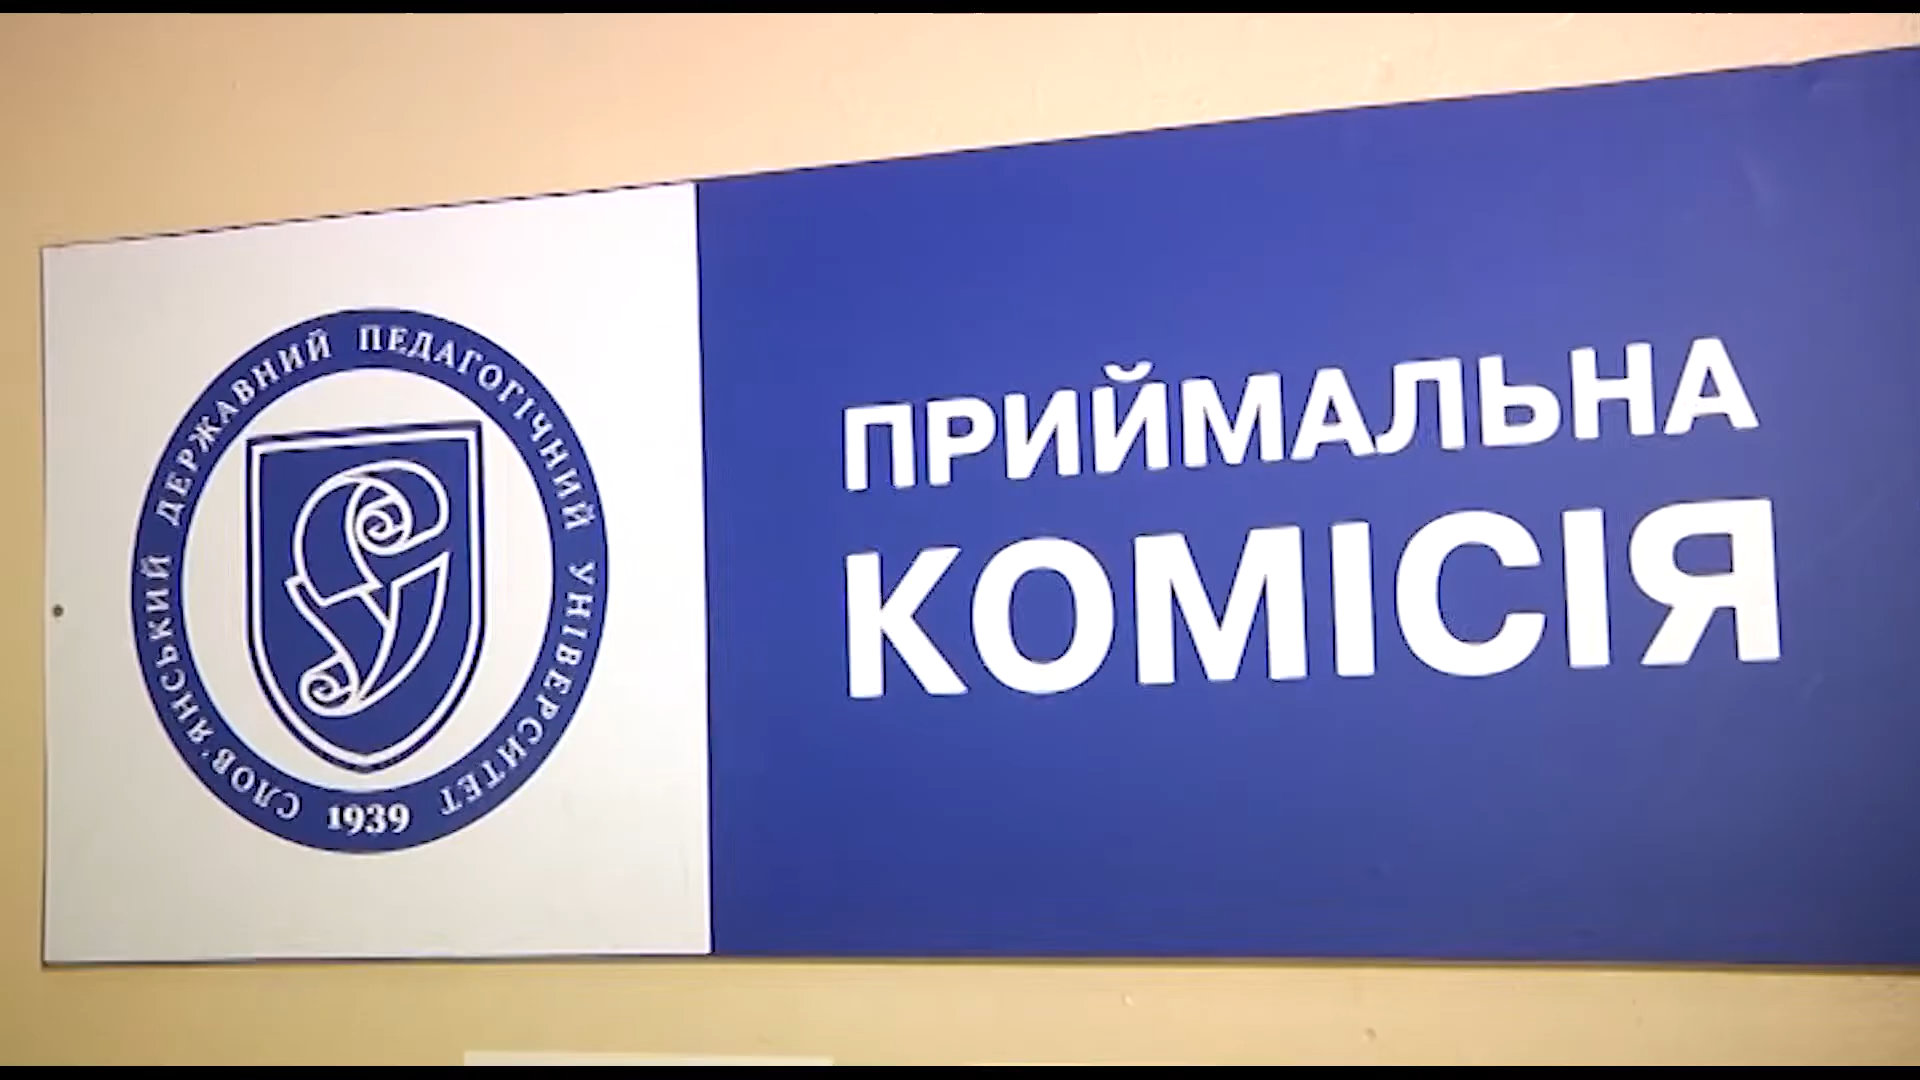 СЛОВ'ЯНСЬКИЙ ДЕРЖАВНИЙ ПЕДАГОГІЧНИЙ УНІВЕРСИТЕТ
1939
ПРИЙМАЛЬНА
КОМІСІЯ